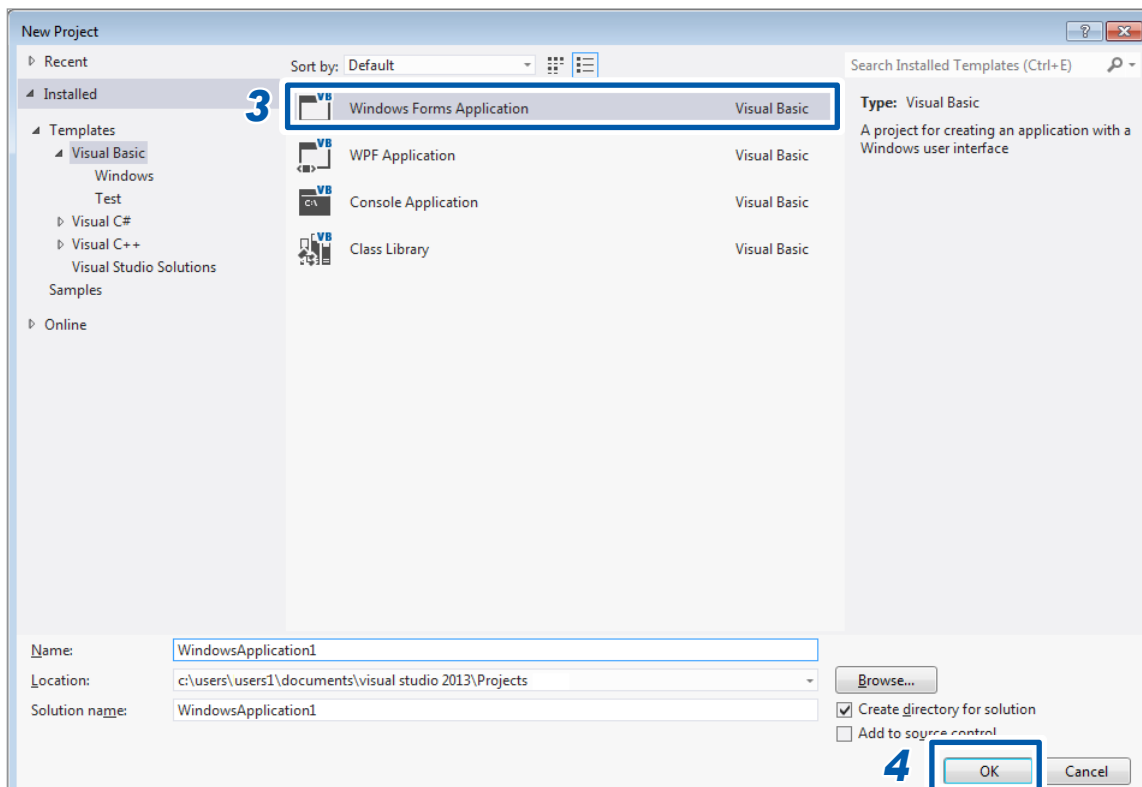 New Project
Recent
Installed
Templates
Visual Basic
Windows
Test
Visual C#
Visual C++
Visual Studio Solutions
Samples
Online
Sort by: Default
3
VB Windows Forms Application Visual Basic
VB WPF Application Visual Basic
VB C:\ Console Application Visual Basic
VB Class Library Visual Basic
Search Installed Templates (Ctrl+E)
Type: Visual Basic
A project for creating an application with a
Windows user interface
Name: WindowsApplication1
Location: c:\users\users1\documents\visual studio 2013\Projects
Browse...
Solution name: WindowsApplication1
Create directory for solution
Add to source control
4
OK
Cancel